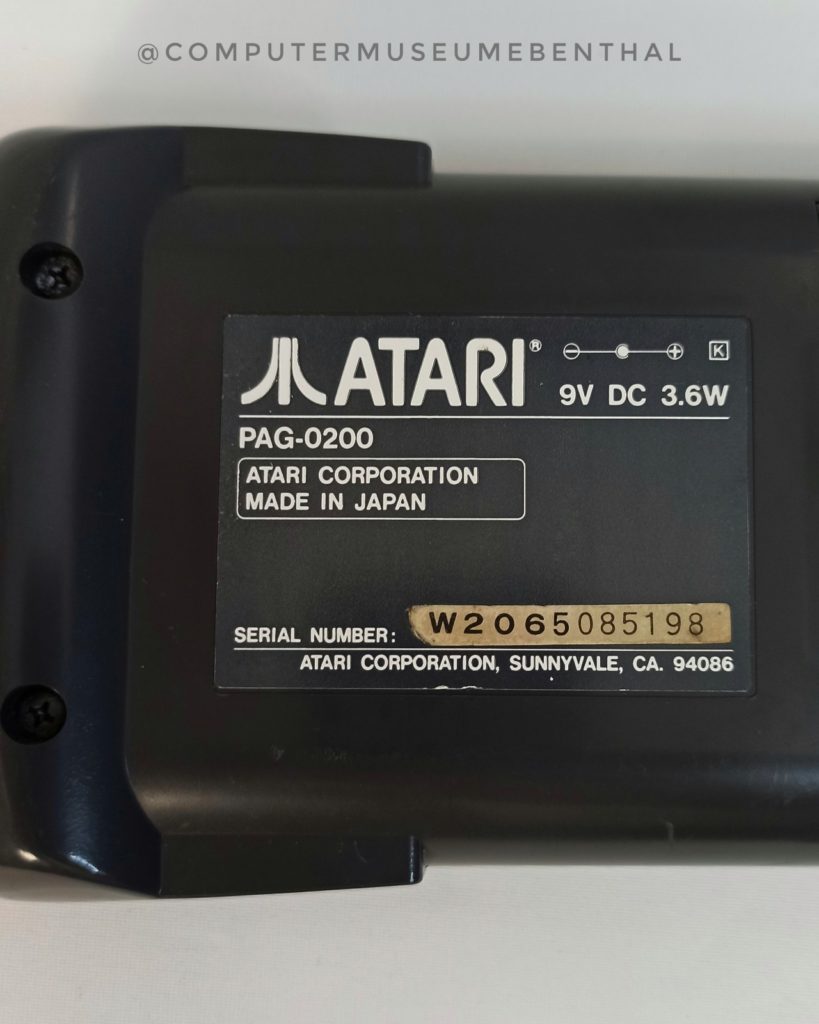 @COMPUTERMUSEUMEBENTHAL
ATARI®
K
9V DC 3.6W
PAG-0200
ATARI CORPORATION
MADE IN JAPAN
SERIAL NUMBER: W2065085198
ATARI CORPORATION, SUNNYVALE, CA. 94086